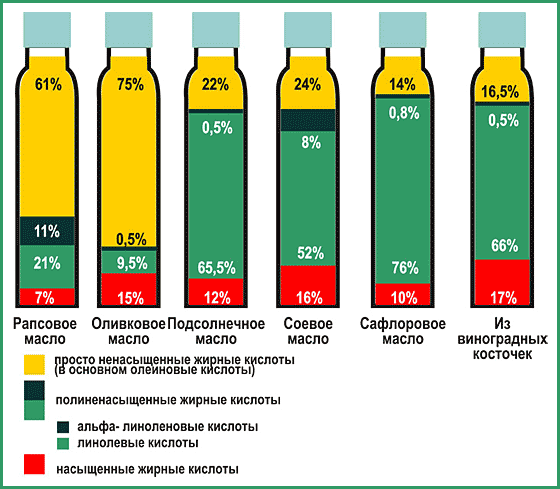 61% 75% 22% 24% 14% 16,5%
0,5% 0,8% 0,5%
8%
11% 0,5%
21% 9,5% 65,5% 52% 76% 66%
7% 15% 12% 16% 10% 17%
Рапсовое Оливковое Подсолнечное Соевое Сафлоровое Из
масло масло масло масло масло виноградных
косточек
просто ненасыщенные жирные кислоты
(в основном олеиновые кислоты)
полиненасыщенные жирные кислоты
альфа- линоленовые кислоты
линолевые кислоты
насыщенные жирные кислоты